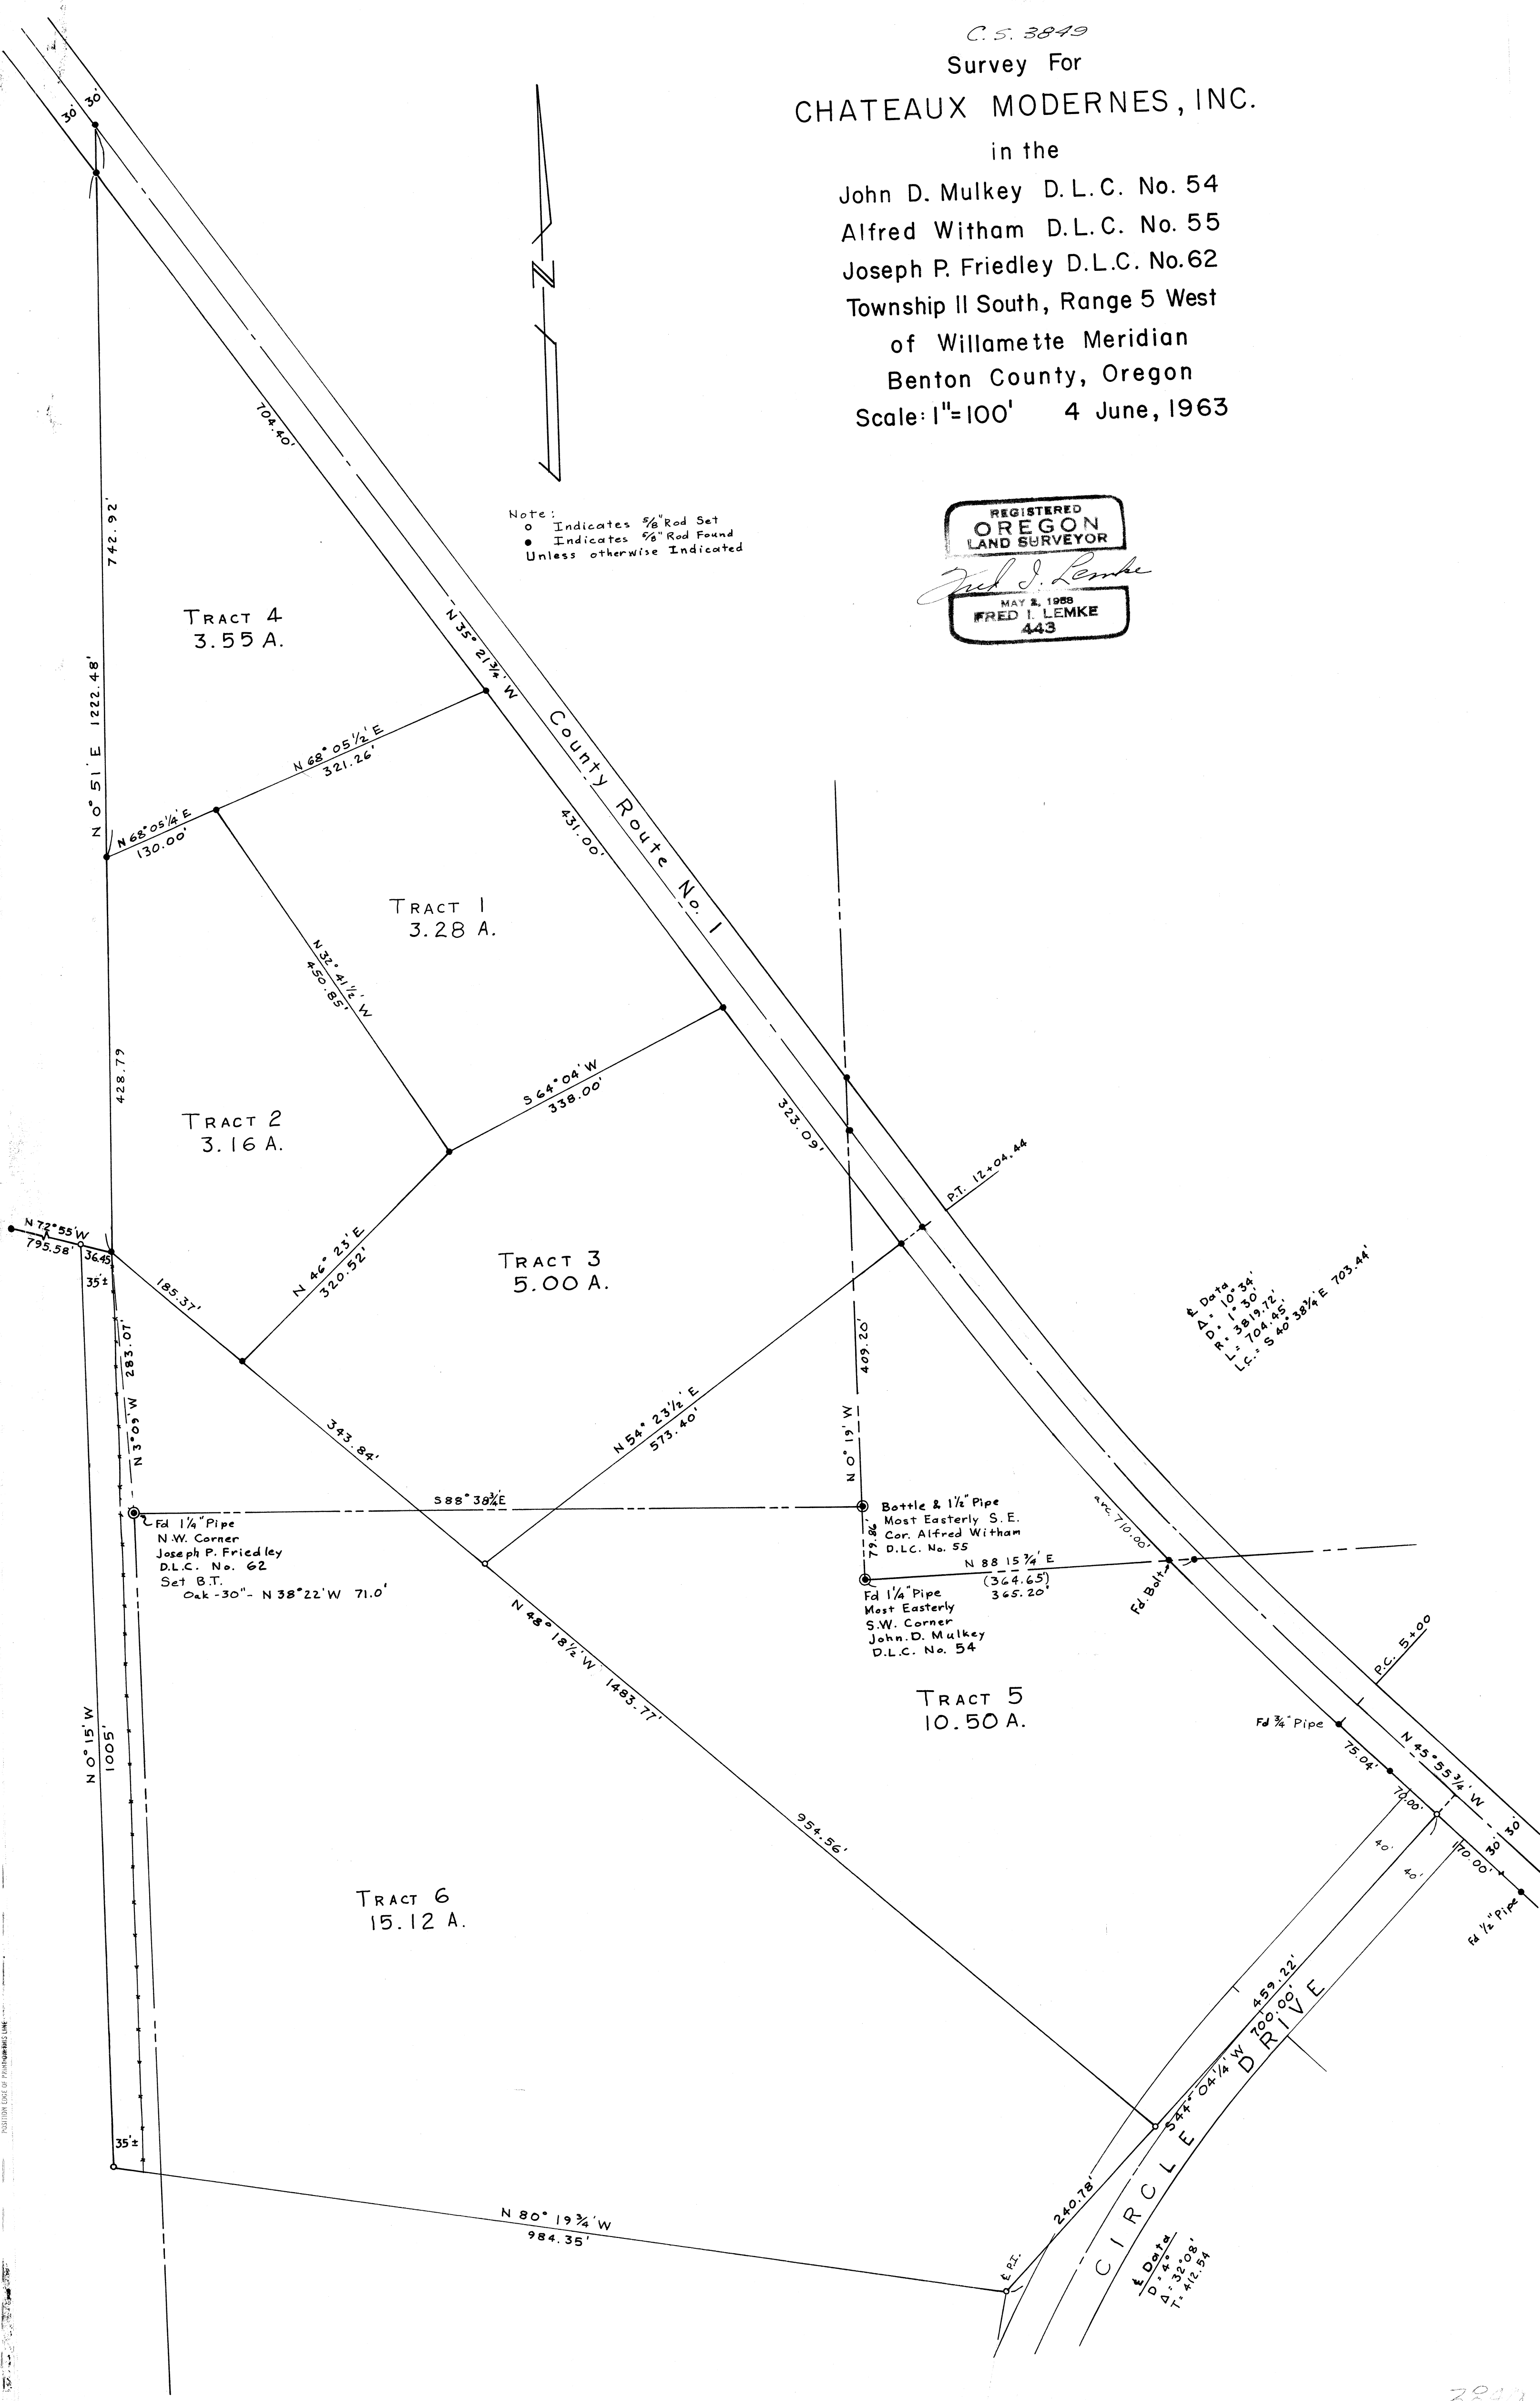 C.S. 3849
Survey For
CHATEAUX MODERNES, INC.
in the
John D. Mulkey D.L.C. No. 54
Alfred Witham D.L.C. No. 55
Joseph P. Friedley D.L.C. No. 62
Township 11 South, Range 5 West
of Willamette Meridian
Benton County, Oregon
Scale: 1"=100' 4 June, 1963
REGISTERED
OREGON
LAND SURVEYOR
Fred I. Lemke
FRED I. LEMKE
443
N
Note:
o Indicates 5/8" Rod Set
● Indicates 5/8" Rod Found
Unless otherwise Indicated
30' 30'
704.40'
742.92'
TRACT 4
3.55 A.
N 0° 51' E 1222.48'
N 35° 21 3/4' W
County Route No. 1
N 68° 05 1/2' E
321.26'
N 68° 05 1/4' E
130.00'
431.00'
TRACT 1
3.28 A.
N 32° 41 1/2' W
450.85'
428.79
S 64° 04' W
338.00'
TRACT 2
3.16 A.
323.09'
P.T. 12+04.44
N 72° 55' W
795.58'
36.45
35'±
185.37'
N 46° 23' E
320.52'
TRACT 3
5.00 A.
N 3° 09' W 283.07'
409.20'
N 0° 19' W
℄ Data
Δ = 10° 34'
D = 1° 30'
R = 3819.72'
L = 704.45'
L.C. = S 40° 38 3/4' E 703.44'
343.84'
N 54° 23 1/2' E
573.40'
S 88° 38 3/4' E
Fd 1 1/4" Pipe
N.W. Corner
Joseph P. Friedley
D.L.C. No. 62
Set B.T.
Oak -30"- N 38° 22' W 71.0'
Bottle & 1 1/2" Pipe
Most Easterly S.E.
Cor. Alfred Witham
D.L.C. No. 55
79.86'
N 88 15 3/4' E
(364.65')
365.20'
Arc 710.00'
Fd. Bolt
Fd 1 1/4" Pipe
Most Easterly
S.W. Corner
John. D. Mulkey
D.L.C. No. 54
N 48° 18 1/2' W 1483.77'
P.C. 5+00
TRACT 5
10.50 A.
Fd 3/4" Pipe
75.04'
N 45° 55 3/4' W
70.00'
30' 30'
170.00'
40'
40'
Fd 1/2" Pipe
N 0° 15' W
1005'
954.56'
TRACT 6
15.12 A.
459.22'
S 44° 04 1/4' W 700.00'
CIRCLE DRIVE
35'±
240.78'
N 80° 19 3/4' W
984.35'
℄ P.I.
℄ Data
D = 4°
Δ = 32° 08'
T = 412.54